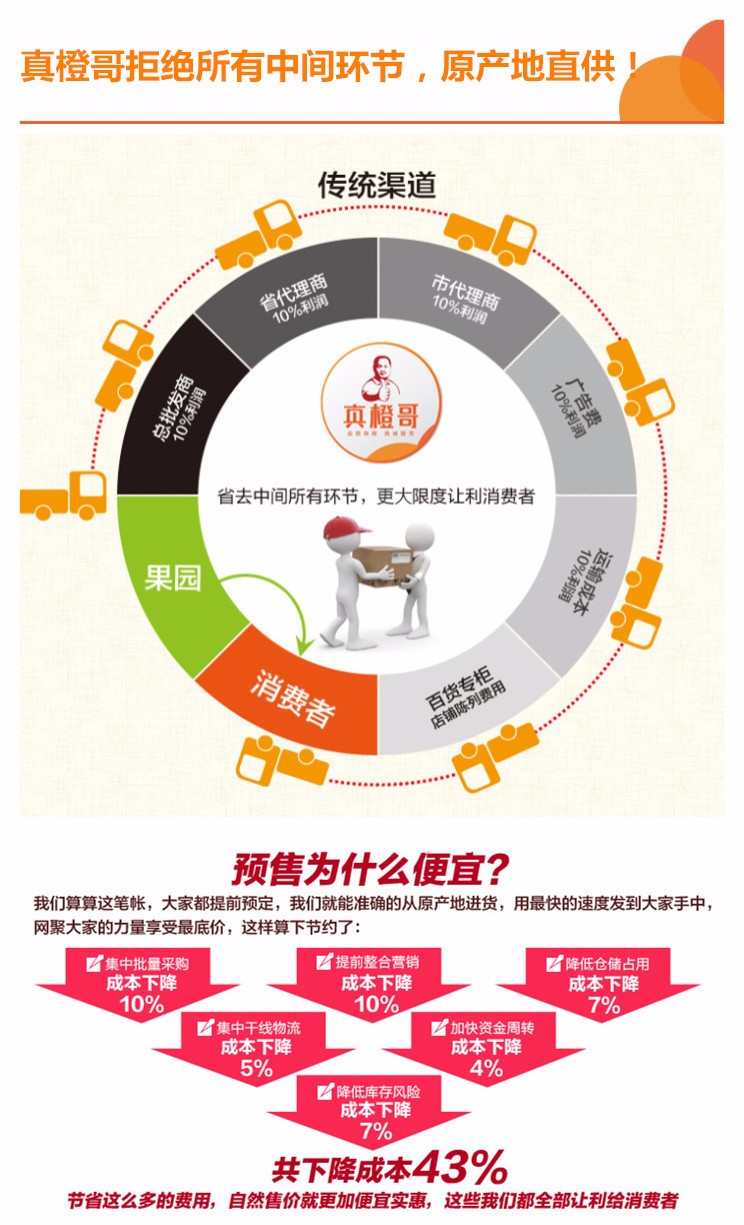 真橙哥拒绝所有中间环节，原产地直供！
传统渠道
省代理商
10%利润
市代理商
10%利润
总批发商
10%利润
广告费
10%利润
真橙哥
省去中间所有环节，更大限度让利消费者
果园
运输成本
10%利润
消费者
百货专柜
店铺陈列费用
预售为什么便宜？
我们算算这笔帐，大家都提前预定，我们就能准确的从原产地进货，用最快的速度发到大家手中，
网聚大家的力量享受最底价，这样算下节约了：
集中批量采购
成本下降
10%
提前整合营销
成本下降
10%
降低仓储占用
成本下降
7%
集中干线物流
成本下降
5%
加快资金周转
成本下降
4%
降低库存风险
成本下降
7%
共下降成本43%
节省这么多的费用，自然售价就更加便宜实惠，这些我们都全部让利给消费者